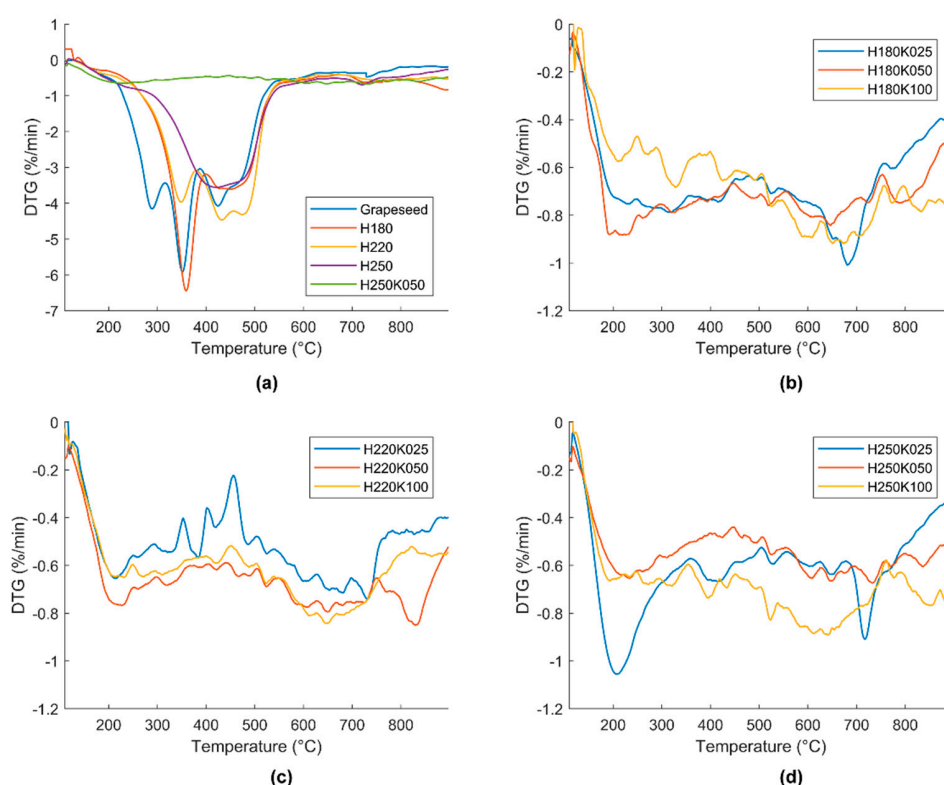 1
0
-1
-2
-3
-4
-5
-6
-7
DTG (%/min)
Grapeseed
H180
H220
H250
H250K050
200 300 400 500 600 700 800
Temperature (°C)
(a)
0
-0.2
-0.4
-0.6
-0.8
-1
-1.2
DTG (%/min)
H180K025
H180K050
H180K100
200 300 400 500 600 700 800
Temperature (°C)
(b)
0
-0.2
-0.4
-0.6
-0.8
-1
-1.2
DTG (%/min)
H220K025
H220K050
H220K100
200 300 400 500 600 700 800
Temperature (°C)
(c)
0
-0.2
-0.4
-0.6
-0.8
-1
-1.2
DTG (%/min)
H250K025
H250K050
H250K100
200 300 400 500 600 700 800
Temperature (°C)
(d)